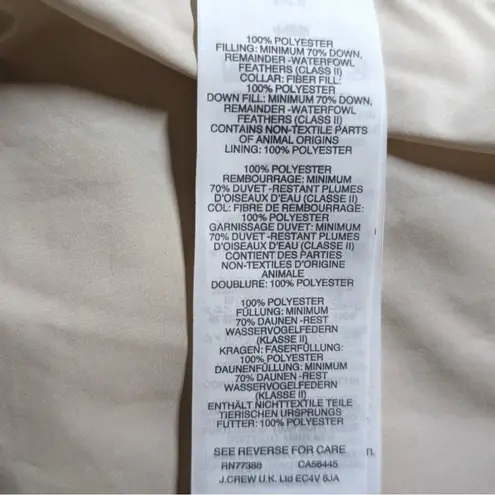 100% POLYESTER
FILLING: MINIMUM 70% DOWN,
REMAINDER -WATERFOWL
FEATHERS (CLASS II)
COLLAR: FIBER FILL:
100% POLYESTER
DOWN FILL: MINIMUM 70% DOWN,
REMAINDER -WATERFOWL
FEATHERS (CLASS II)
CONTAINS NON-TEXTILE PARTS
OF ANIMAL ORIGINS
LINING: 100% POLYESTER
100% POLYESTER
REMBOURRAGE: MINIMUM
70% DUVET -RESTANT PLUMES
D'OISEAUX D'EAU (CLASSE II)
COL: FIBRE DE REMBOURRAGE:
100% POLYESTER
GARNISSAGE DUVET: MINIMUM
70% DUVET -RESTANT PLUMES
D'OISEAUX D'EAU (CLASSE II)
CONTIENT DES PARTIES
NON-TEXTILES D'ORIGINE
ANIMALE
DOUBLURE: 100% POLYESTER
100% POLYESTER
FÜLLUNG: MINIMUM
70% DAUNEN -REST
WASSERVOGELFEDERN
(KLASSE II)
KRAGEN: FASERFÜLLUNG:
100% POLYESTER
DAUNENFÜLLUNG: MINIMUM
70% DAUNEN -REST
WASSERVOGELFEDERN
(KLASSE II)
ENTHÄLT NICHTTEXTILE TEILE
TIERISCHEN URSPRUNGS
FUTTER: 100% POLYESTER
SEE REVERSE FOR CARE n.
RN77388 CA56445
J.CREW U.K. Ltd EC4V 6JA